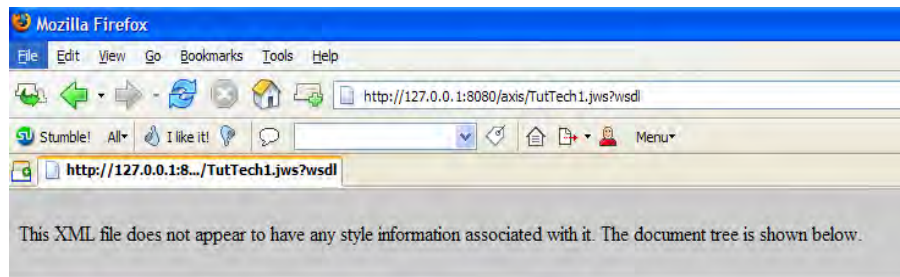 Mozilla Firefox
File Edit View Go Bookmarks Tools Help
http://127.0.0.1:8080/axis/TutTech1.jws?wsdl
Stumble! All I like it! Menu
http://127.0.0.1:8.../TutTech1.jws?wsdl
This XML file does not appear to have any style information associated with it. The document tree is shown below.